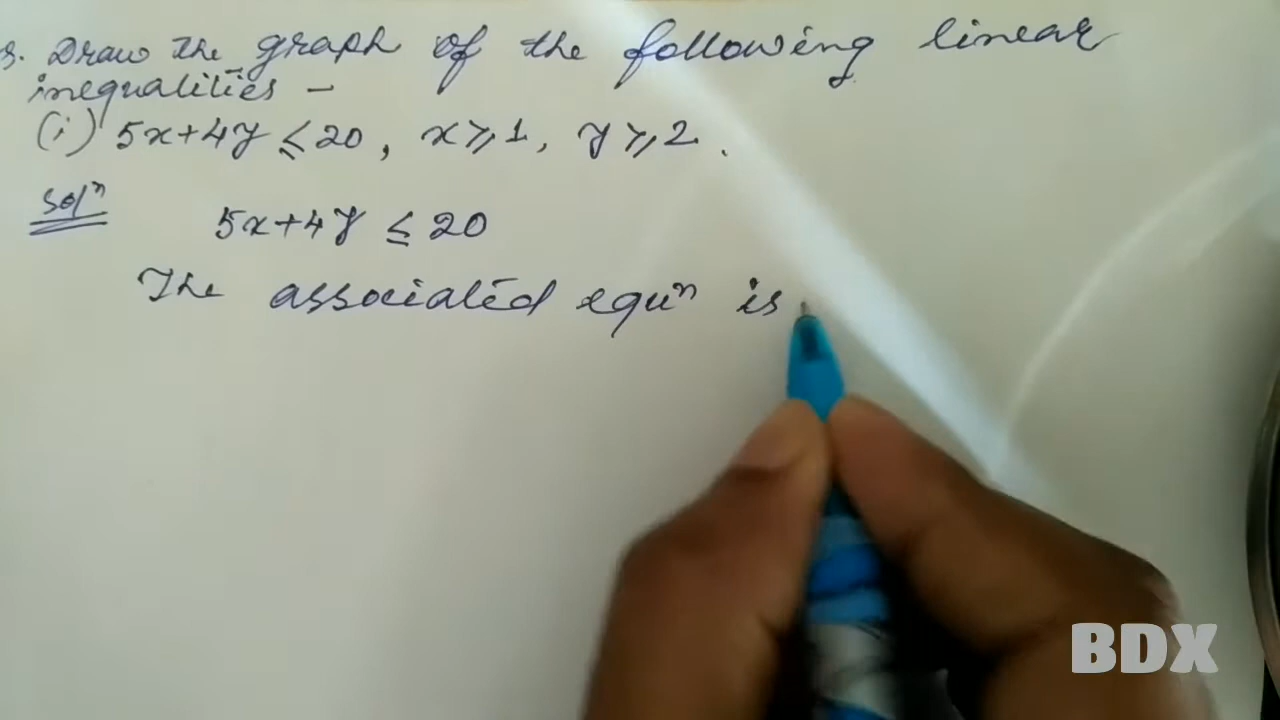 3. Draw the graph of the following linear
inequalities -
(i) 5x+4y ≤ 20, x ≥ 1, y ≥ 2.
Solⁿ
5x+4y ≤ 20
The associated equⁿ is
BDX